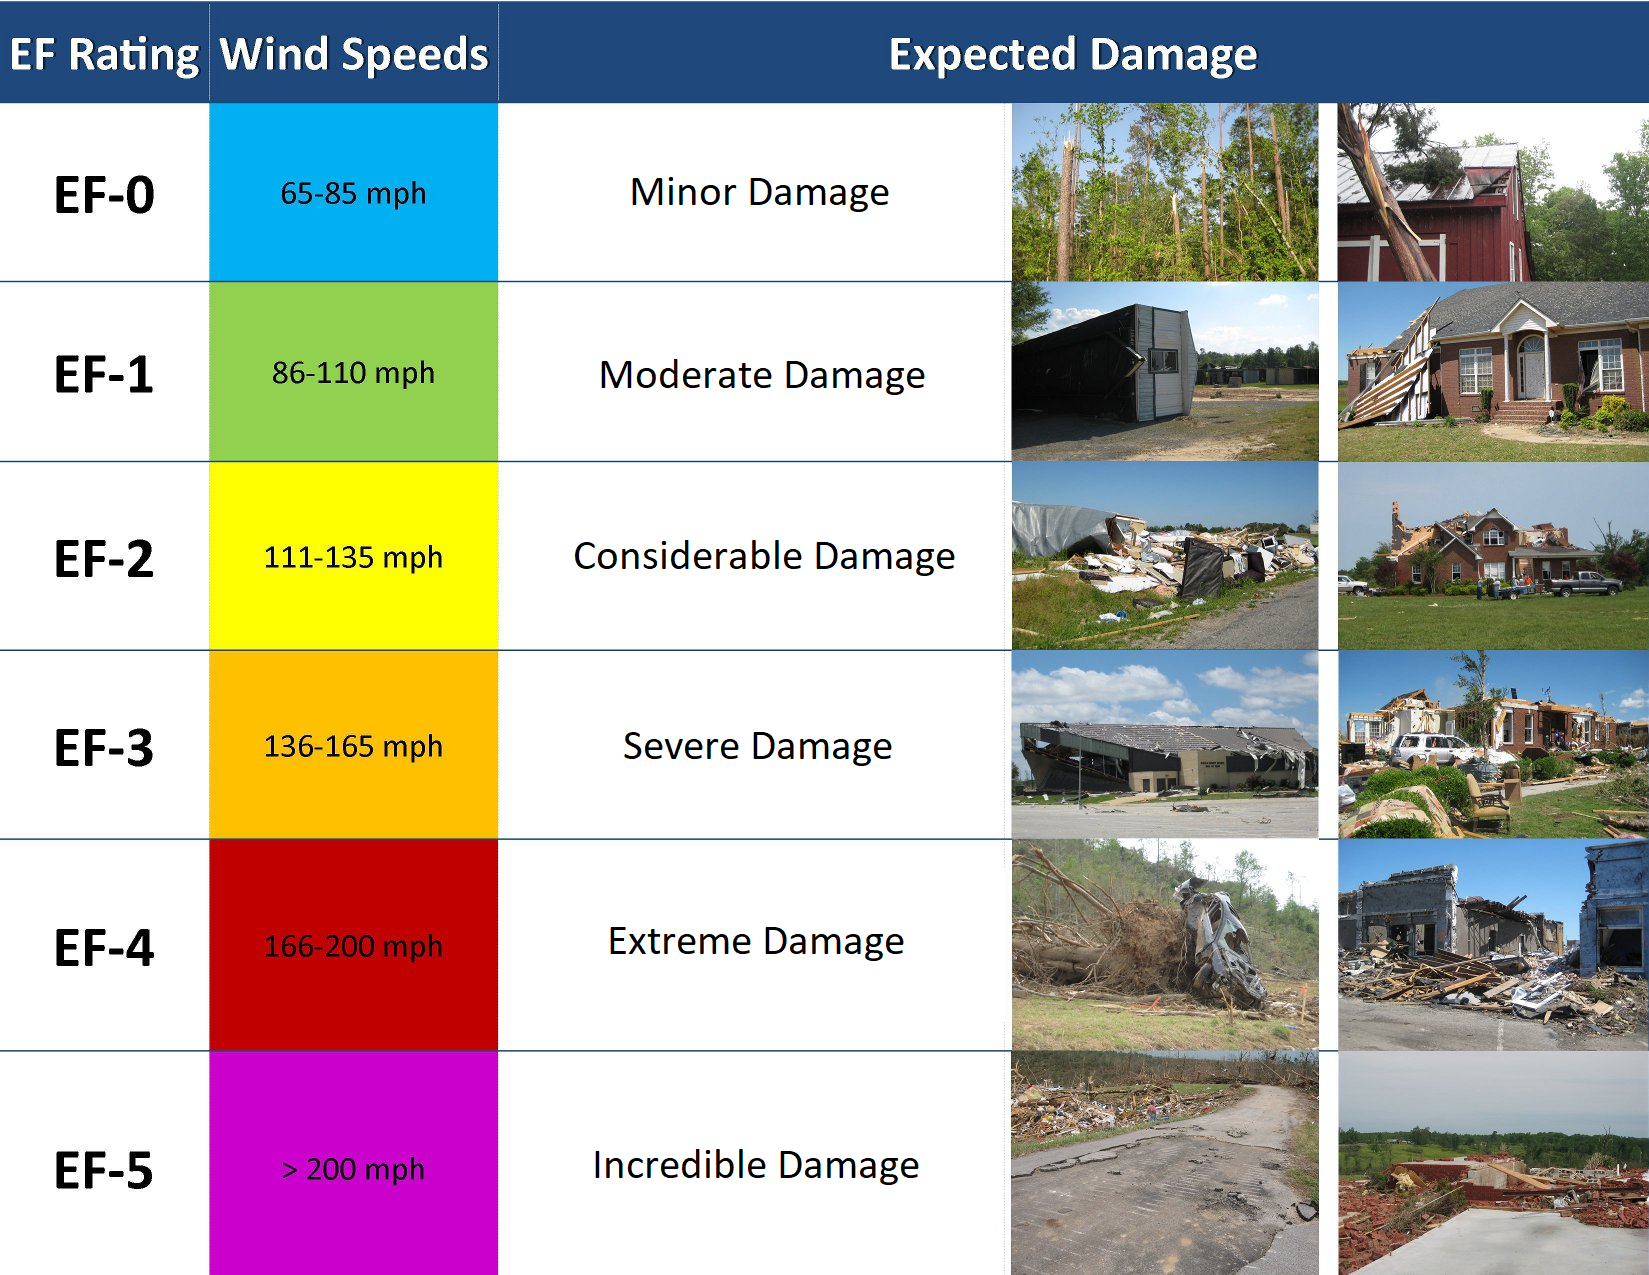 EF Rating Wind Speeds Expected Damage
EF-0 65-85 mph Minor Damage
EF-1 86-110 mph Moderate Damage
EF-2 111-135 mph Considerable Damage
EF-3 136-165 mph Severe Damage
EF-4 166-200 mph Extreme Damage
EF-5 > 200 mph Incredible Damage